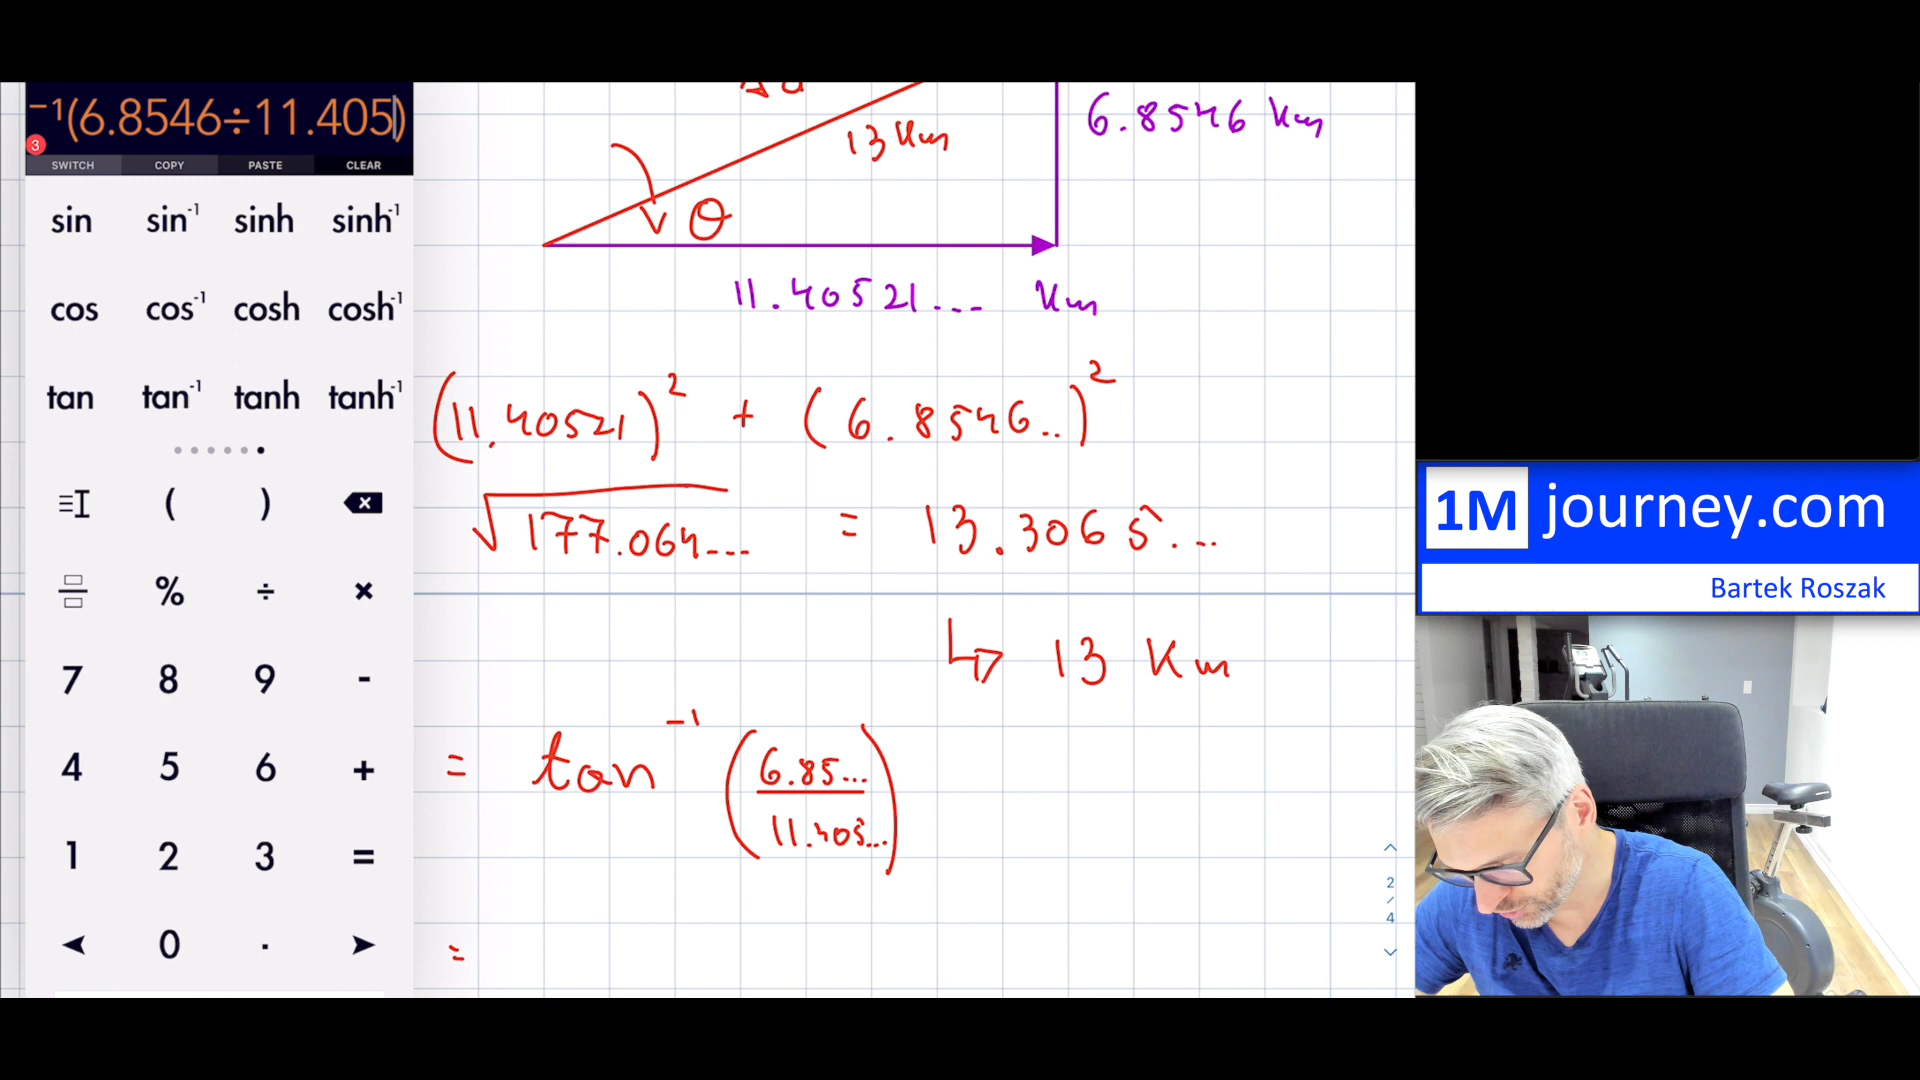 ⁻¹(6.8546÷11.405)
3
SWITCH COPY PASTE CLEAR
sin sin⁻¹ sinh sinh⁻¹
cos cos⁻¹ cosh cosh⁻¹
tan tan⁻¹ tanh tanh⁻¹
( )
% ÷ ×
7 8 9 -
4 5 6 +
1 2 3 =
0 .
13 Km
6.8546 Km
θ
11.40521... Km
(11.40521)² + (6.8546..)²
√177.064... = 13.3065...
↳ 13 Km
= tan⁻¹ (6.85.../11.405...)
=
2
/
4
1M journey.com
Bartek Roszak